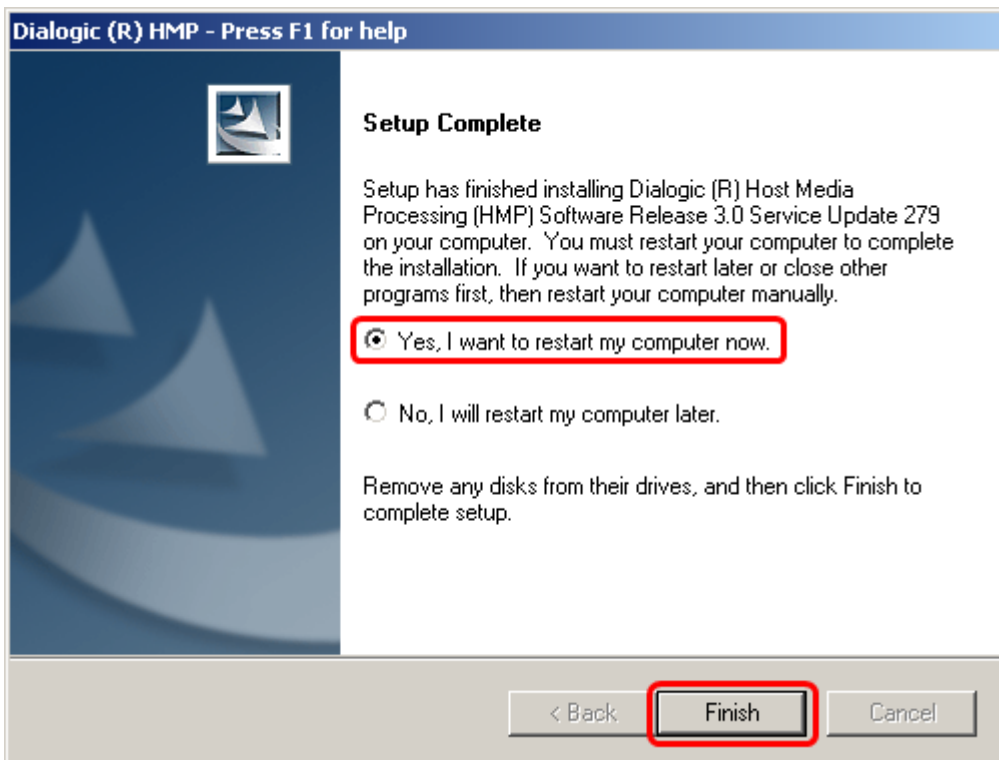 Dialogic (R) HMP - Press F1 for help
Setup Complete
Setup has finished installing Dialogic (R) Host Media
Processing (HMP) Software Release 3.0 Service Update 279
on your computer.  You must restart your computer to complete
the installation.  If you want to restart later or close other
programs first, then restart your computer manually.
Yes, I want to restart my computer now.
No, I will restart my computer later.
Remove any disks from their drives, and then click Finish to
complete setup.
< Back
Finish
Cancel